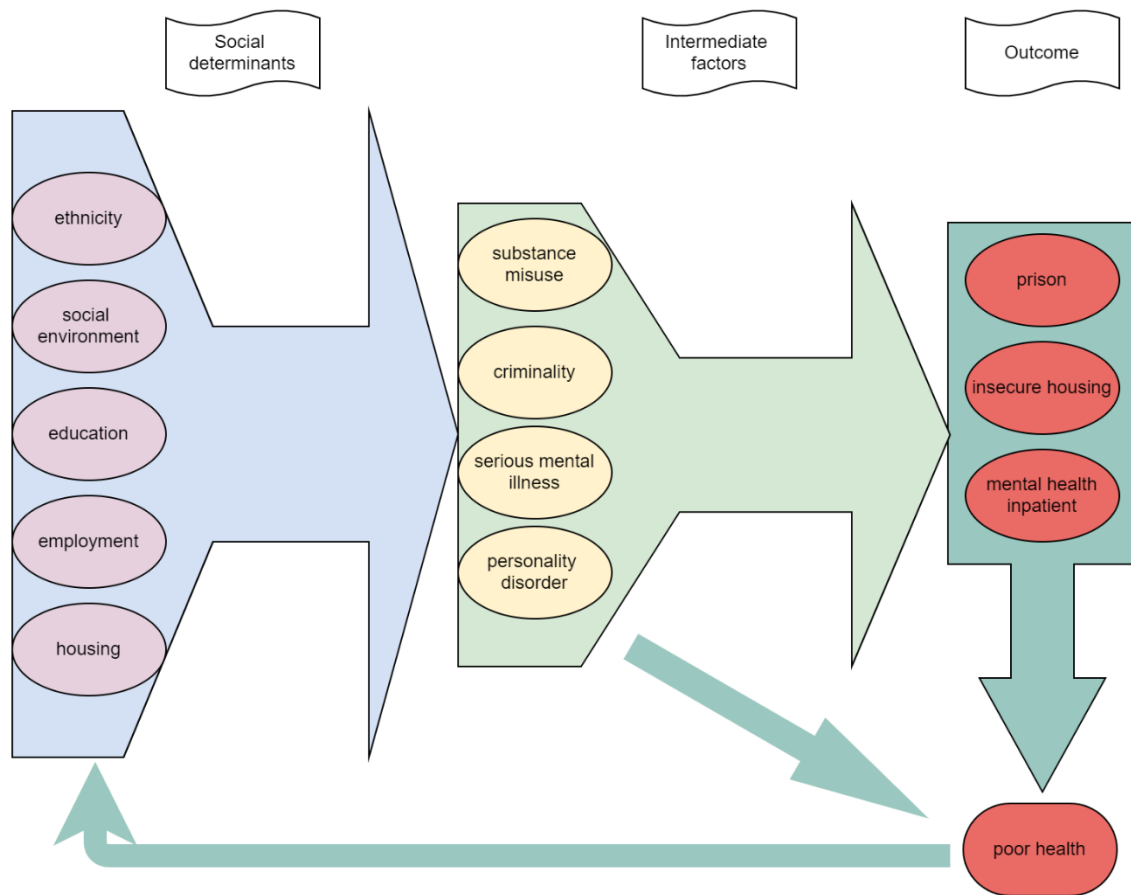 Social
determinants
Intermediate
factors
Outcome
ethnicity
social
environment
education
employment
housing
substance
misuse
criminality
serious mental
illness
personality
disorder
prison
insecure housing
mental health
inpatient
poor health